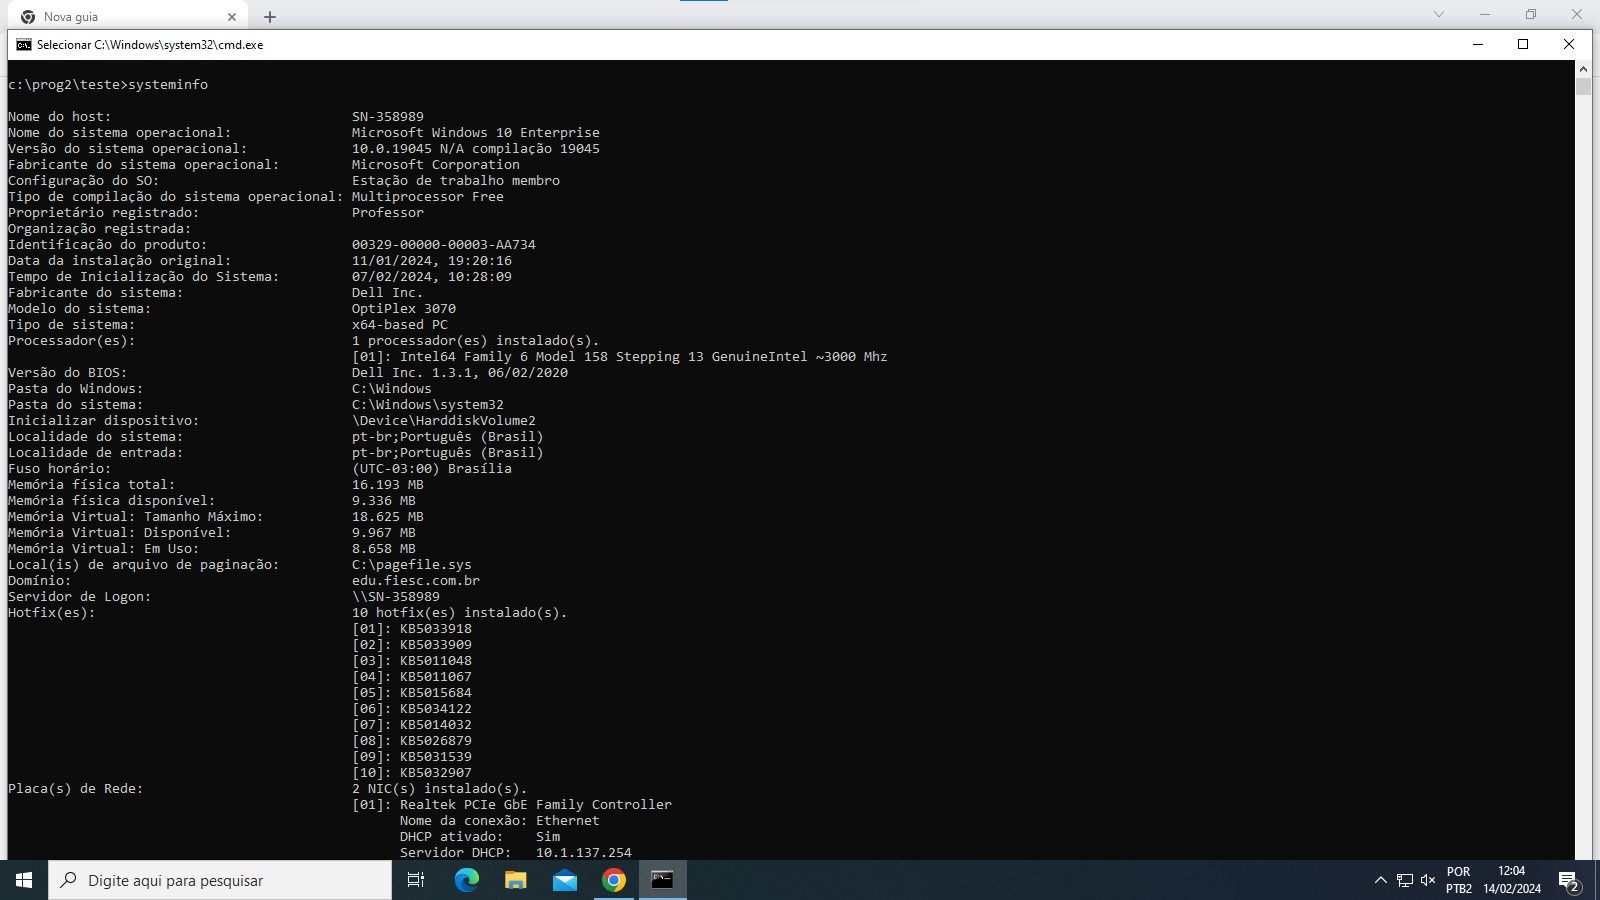 Nova guia
Selecionar C:\Windows\system32\cmd.exe
c:\prog2\teste>systeminfo
Nome do host: SN-358989
Nome do sistema operacional: Microsoft Windows 10 Enterprise
Versão do sistema operacional: 10.0.19045 N/A compilação 19045
Fabricante do sistema operacional: Microsoft Corporation
Configuração do SO: Estação de trabalho membro
Tipo de compilação do sistema operacional: Multiprocessor Free
Proprietário registrado: Professor
Organização registrada:
Identificação do produto: 00329-00000-00003-AA734
Data da instalação original: 11/01/2024, 19:20:16
Tempo de Inicialização do Sistema: 07/02/2024, 10:28:09
Fabricante do sistema: Dell Inc.
Modelo do sistema: OptiPlex 3070
Tipo de sistema: x64-based PC
Processador(es): 1 processador(es) instalado(s).
[01]: Intel64 Family 6 Model 158 Stepping 13 GenuineIntel ~3000 Mhz
Versão do BIOS: Dell Inc. 1.3.1, 06/02/2020
Pasta do Windows: C:\Windows
Pasta do sistema: C:\Windows\system32
Inicializar dispositivo: \Device\HarddiskVolume2
Localidade do sistema: pt-br;Português (Brasil)
Localidade de entrada: pt-br;Português (Brasil)
Fuso horário: (UTC-03:00) Brasília
Memória física total: 16.193 MB
Memória física disponível: 9.336 MB
Memória Virtual: Tamanho Máximo: 18.625 MB
Memória Virtual: Disponível: 9.967 MB
Memória Virtual: Em Uso: 8.658 MB
Local(is) de arquivo de paginação: C:\pagefile.sys
Domínio: edu.fiesc.com.br
Servidor de Logon: \\SN-358989
Hotfix(es): 10 hotfix(es) instalado(s).
[01]: KB5033918
[02]: KB5033909
[03]: KB5011048
[04]: KB5011067
[05]: KB5015684
[06]: KB5034122
[07]: KB5014032
[08]: KB5026879
[09]: KB5031539
[10]: KB5032907
Placa(s) de Rede: 2 NIC(s) instalado(s).
[01]: Realtek PCIe GbE Family Controller
Nome da conexão: Ethernet
DHCP ativado: Sim
Servidor DHCP: 10.1.137.254
Digite aqui para pesquisar
POR
PTB2
12:04
14/02/2024
2